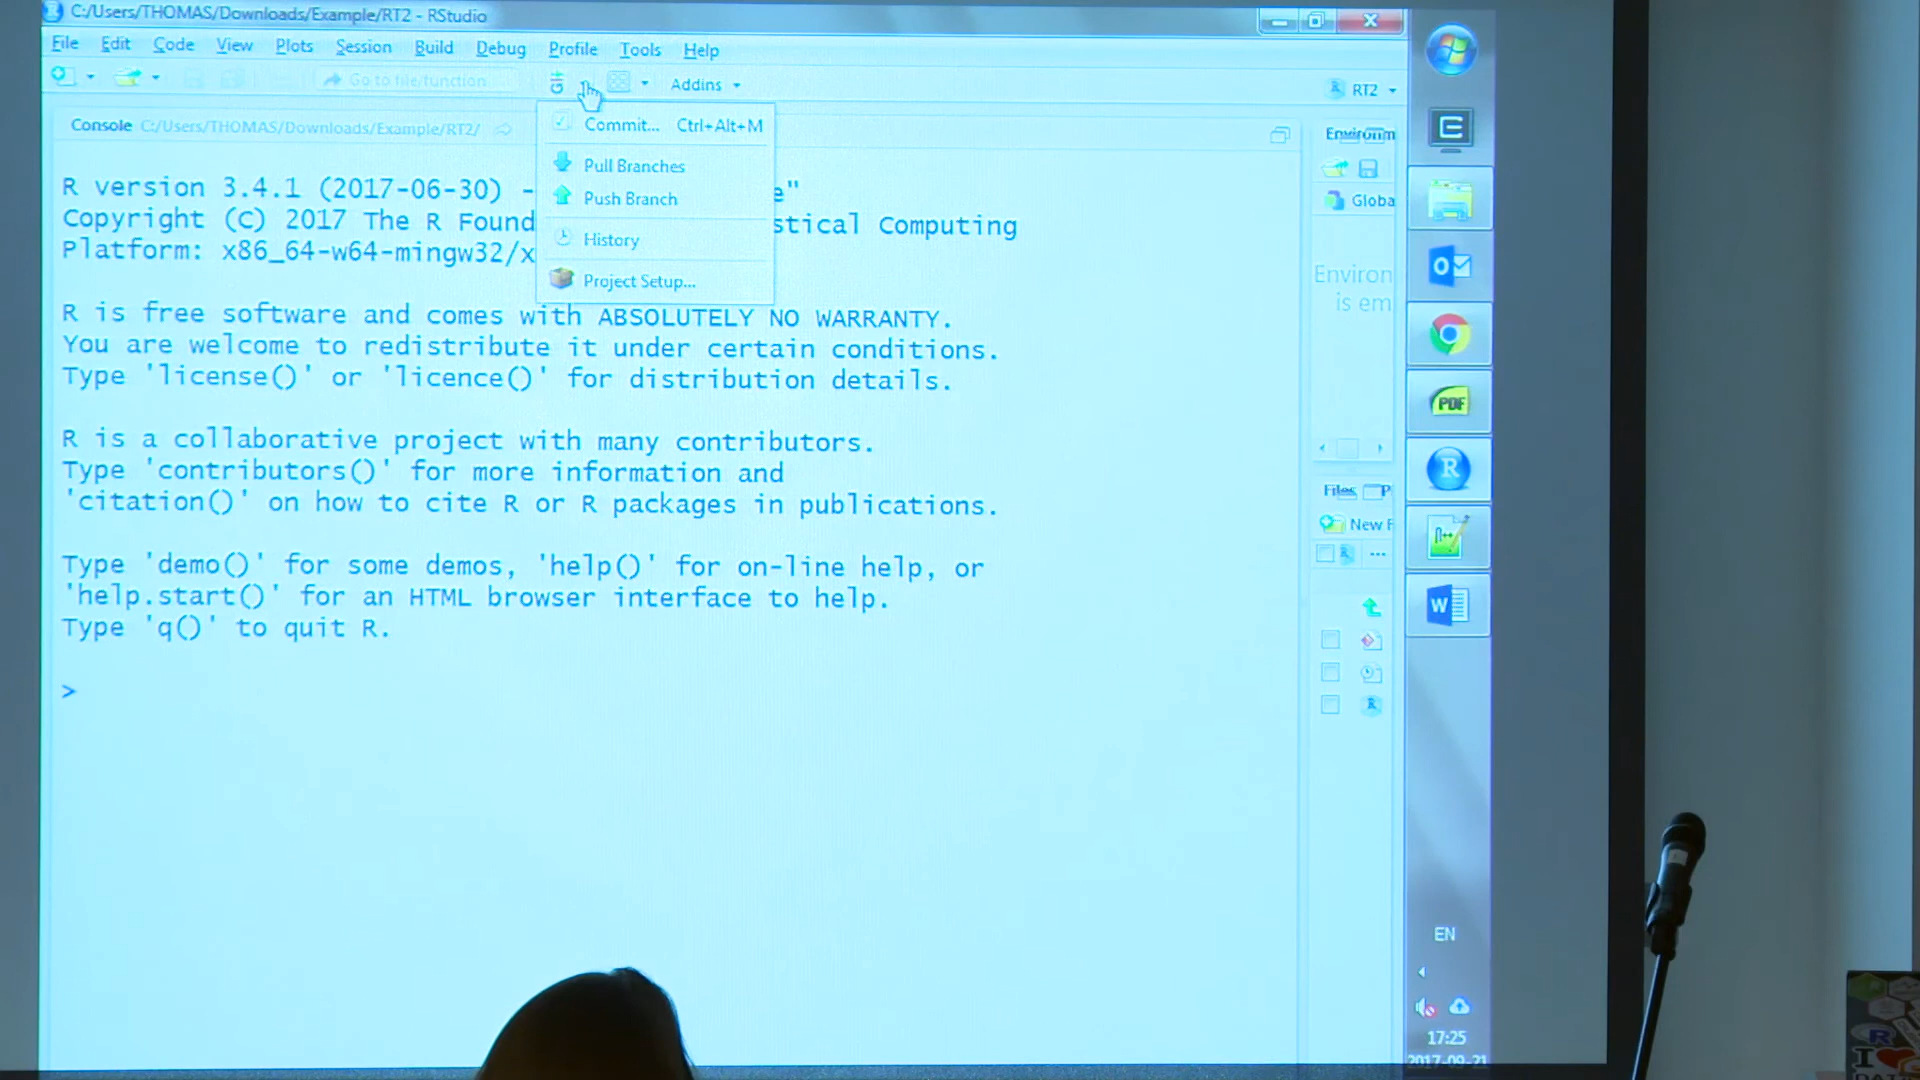 C:/Users/THOMAS/Downloads/Example/RT2 - RStudio
File Edit Code View Plots Session Build Debug Profile Tools Help
Go to file/function Git Addins RT2
Console C:/Users/THOMAS/Downloads/Example/RT2/
Commit... Ctrl+Alt+M
Pull Branches
Push Branch
History
Project Setup...
R version 3.4.1 (2017-06-30) - e"
Copyright (C) 2017 The R Found stical Computing
Platform: x86_64-w64-mingw32/x
R is free software and comes with ABSOLUTELY NO WARRANTY.
You are welcome to redistribute it under certain conditions.
Type 'license()' or 'licence()' for distribution details.
R is a collaborative project with many contributors.
Type 'contributors()' for more information and
'citation()' on how to cite R or R packages in publications.
Type 'demo()' for some demos, 'help()' for on-line help, or
'help.start()' for an HTML browser interface to help.
Type 'q()' to quit R.
>
Environm
Globa
Environ
is em
Files P
New F
PDF
R
EN
17:25
2017-09-21
R
I